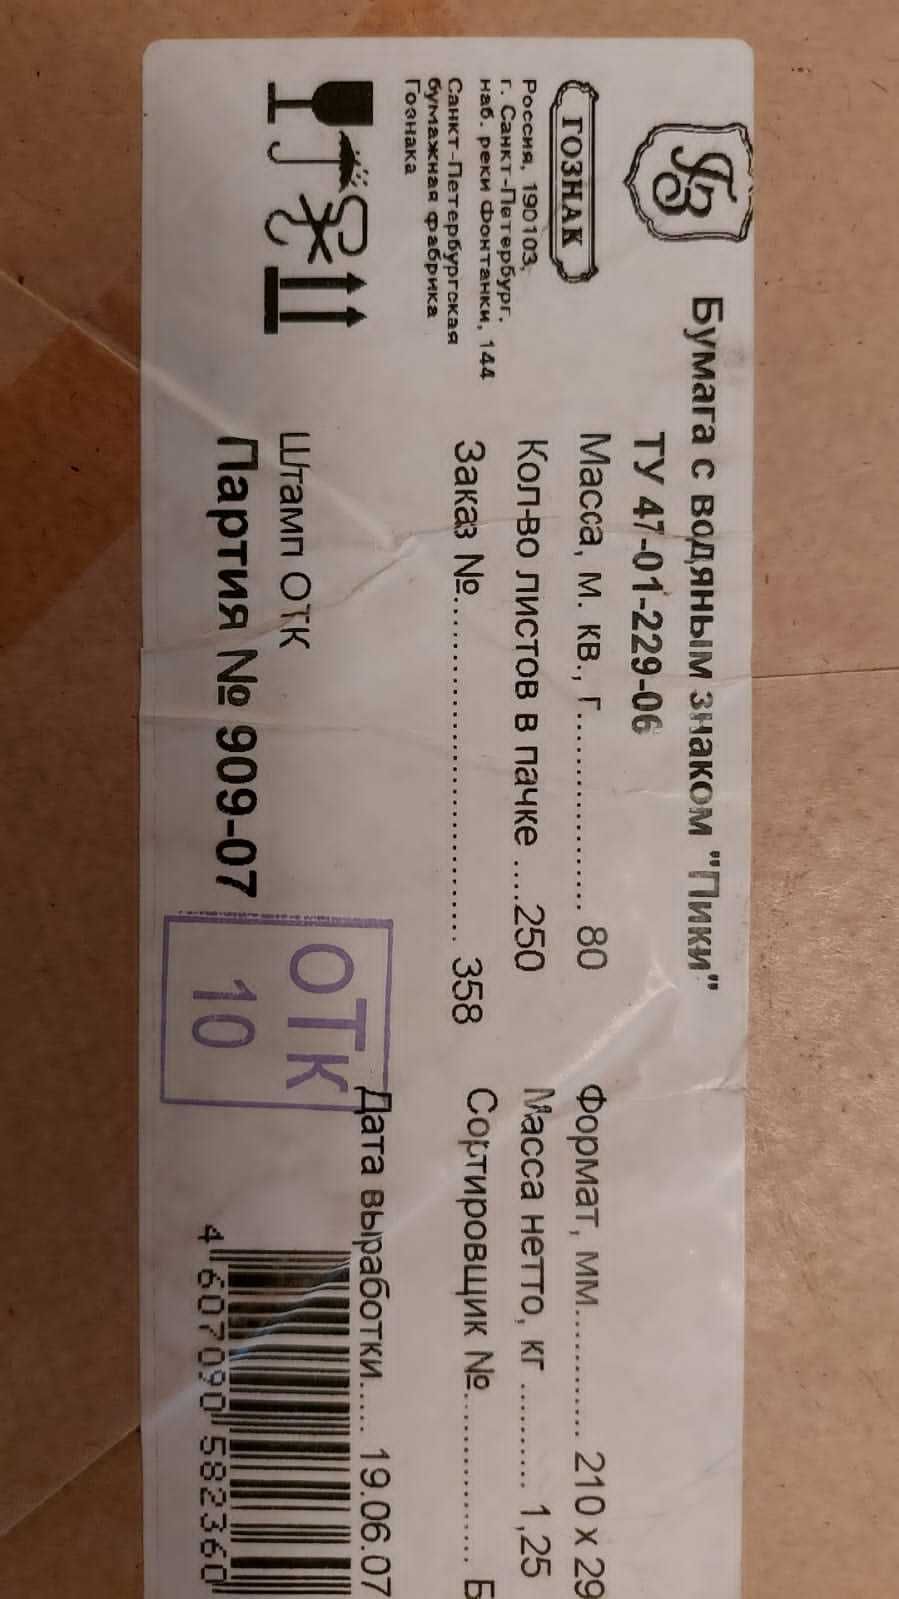 Бумага с водяным знаком "Пики"
ТУ 47-01-229-06
ГОЗНАК
Россия, 190103,
г. Санкт-Петербург,
наб. реки Фонтанки, 144
Санкт-Петербургская
бумажная фабрика
Гознака
Масса, м. кв., г.............. 80
Кол-во листов в пачке ....250
Заказ №.............................. 358
Формат, мм............ 210 x 29
Масса нетто, кг .......... 1,25
Сортировщик №.............. Б
Штамп ОТК
Партия № 909-07
ОТК
10
Дата выработки..... 19.06.07
4 607090 582360